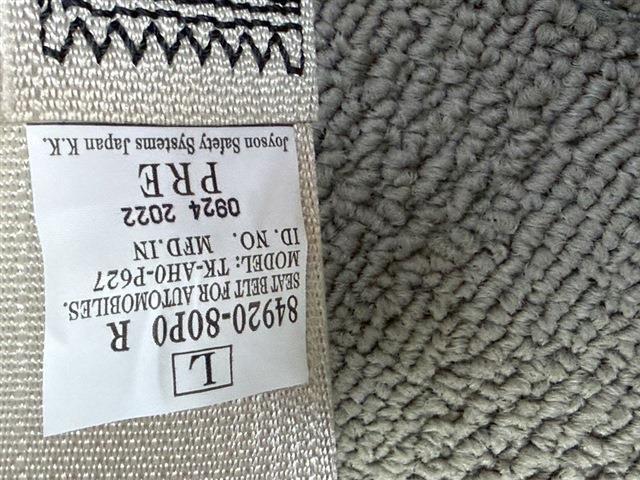 L
84920-80P0 R
SEAT BELT FOR AUTOMOBILES.
MODEL: TK-AH0-P627
ID. NO. MFD.IN
0924 2022
PRE
Joyson Safety Systems Japan K.K.